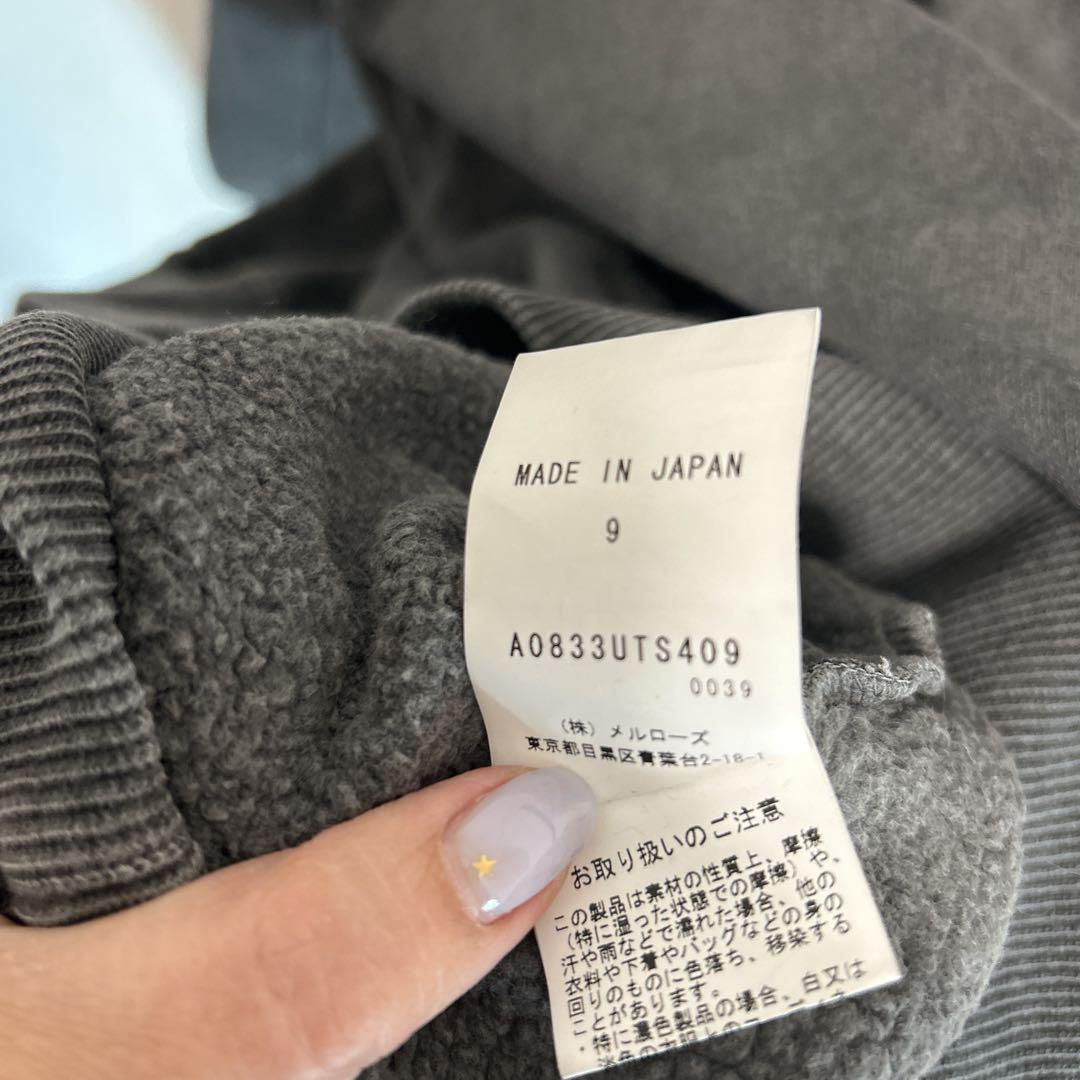 MADE IN JAPAN
9
A0833UTS409
0039
(株) メルローズ
東京都目黒区青葉台2-18-1
お取り扱いのご注意
この製品は素材の性質上、摩擦
(特に湿った状態での摩擦)や、
汗や雨などで濡れた場合、他の
衣料や下着やバッグなどの身の
回りのものに色落ち、移染する
ことがあります。
・特に濃色製品の場合、白又は